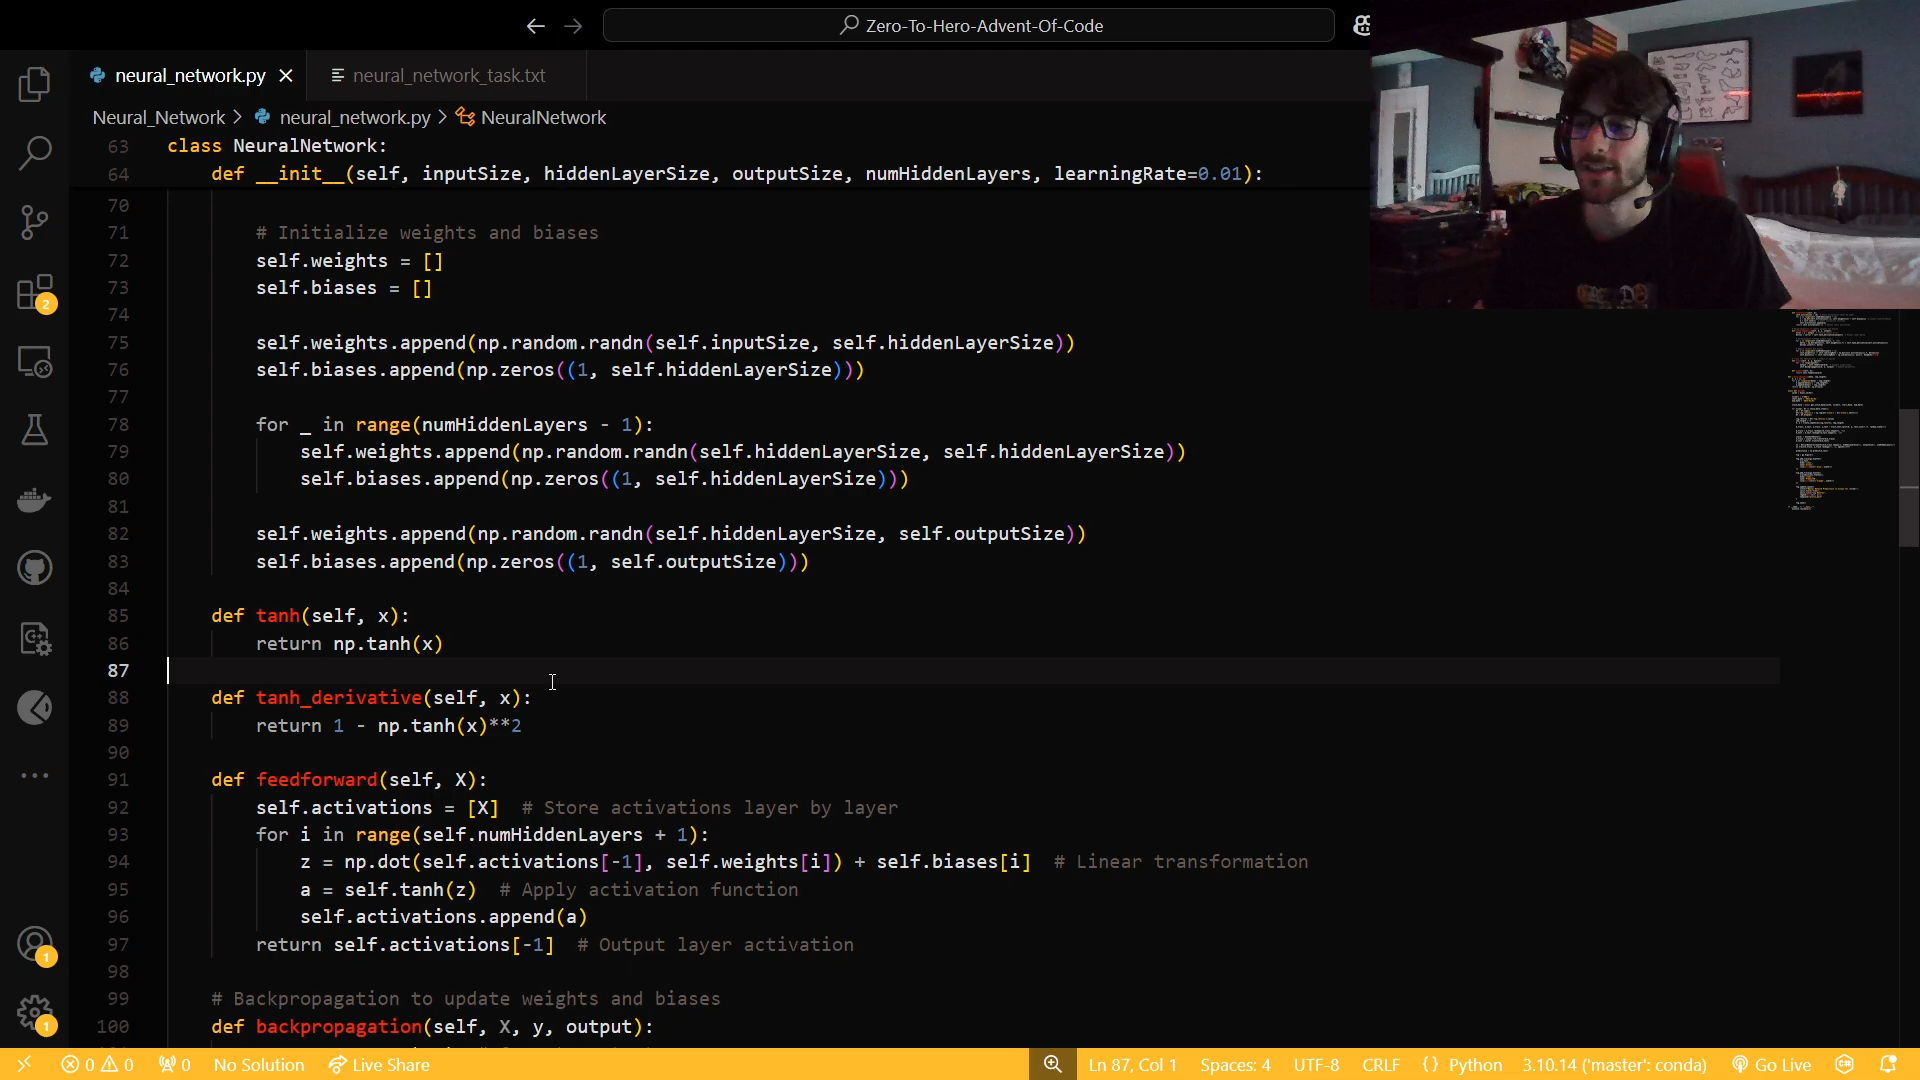 Zero-To-Hero-Advent-Of-Code
neural_network.py
neural_network_task.txt
Neural_Network > neural_network.py > NeuralNetwork
63 class NeuralNetwork:
64 def __init__(self, inputSize, hiddenLayerSize, outputSize, numHiddenLayers, learningRate=0.01):
70
71 # Initialize weights and biases
72 self.weights = []
73 self.biases = []
74
75 self.weights.append(np.random.randn(self.inputSize, self.hiddenLayerSize))
76 self.biases.append(np.zeros((1, self.hiddenLayerSize)))
77
78 for _ in range(numHiddenLayers - 1):
79 self.weights.append(np.random.randn(self.hiddenLayerSize, self.hiddenLayerSize))
80 self.biases.append(np.zeros((1, self.hiddenLayerSize)))
81
82 self.weights.append(np.random.randn(self.hiddenLayerSize, self.outputSize))
83 self.biases.append(np.zeros((1, self.outputSize)))
84
85 def tanh(self, x):
86 return np.tanh(x)
87
88 def tanh_derivative(self, x):
89 return 1 - np.tanh(x)**2
90
91 def feedforward(self, X):
92 self.activations = [X] # Store activations layer by layer
93 for i in range(self.numHiddenLayers + 1):
94 z = np.dot(self.activations[-1], self.weights[i]) + self.biases[i] # Linear transformation
95 a = self.tanh(z) # Apply activation function
96 self.activations.append(a)
97 return self.activations[-1] # Output layer activation
98
99 # Backpropagation to update weights and biases
100 def backpropagation(self, X, y, output):
2
1
1
0 0 0 No Solution Live Share Ln 87, Col 1 Spaces: 4 UTF-8 CRLF {} Python 3.10.14 ('master': conda) Go Live